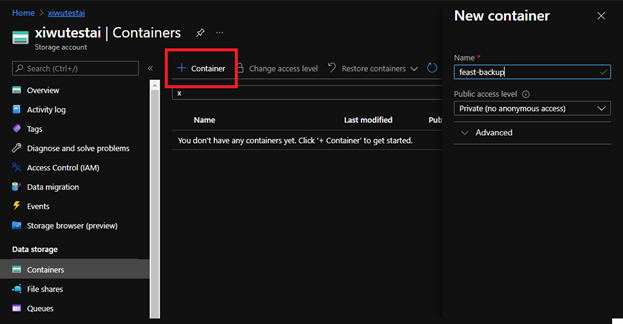 Home >
xiwutestai | Containers
Storage account
Search (Ctrl+/)
Overview
Activity log
Tags
Diagnose and solve problems
Access Control (IAM)
Data migration
Events
Storage browser (preview)
Data storage
Containers
File shares
Queues
+ Container
Change access level
Restore containers
x
Name Last modified Pub
You don't have any containers yet. Click '+ Container' to get started.
New container
Name *
feast-backup
Public access level
Private (no anonymous access)
Advanced